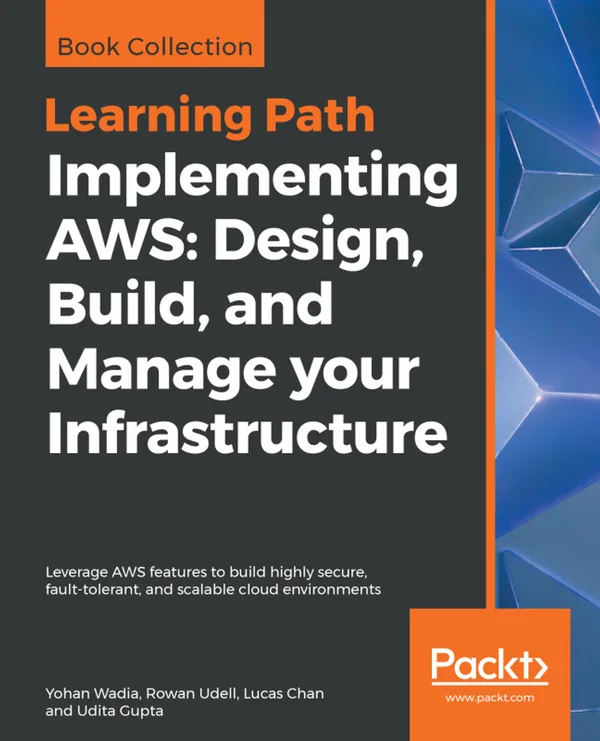 Book Collection
Learning Path
Implementing
AWS: Design,
Build, and
Manage your
Infrastructure
Leverage AWS features to build highly secure,
fault-tolerant, and scalable cloud environments
Yohan Wadia, Rowan Udell, Lucas Chan
and Udita Gupta
Packt>
www.packt.com